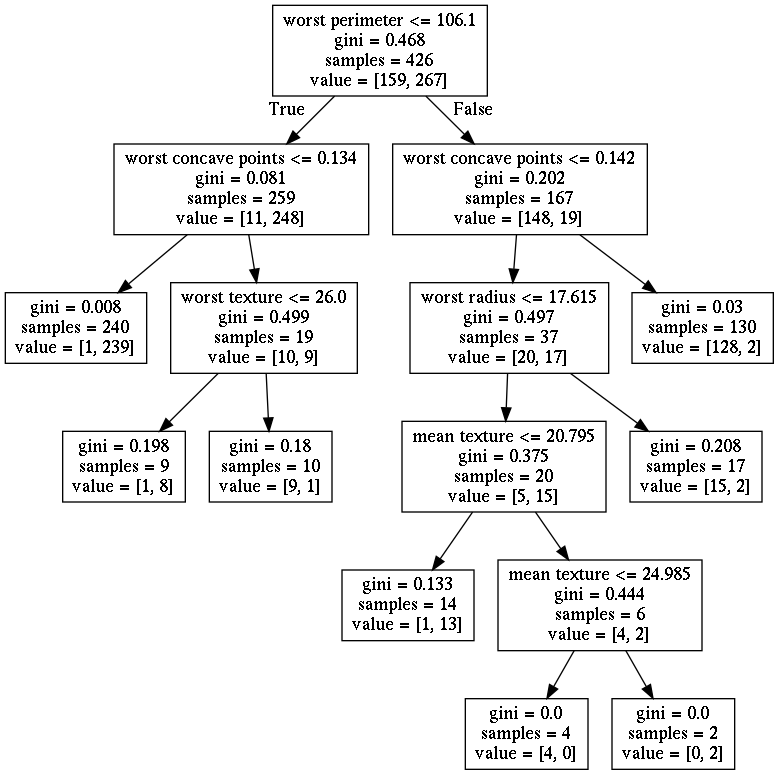 worst perimeter <= 106.1
gini = 0.468
samples = 426
value = [159, 267]
True
False
worst concave points <= 0.134
gini = 0.081
samples = 259
value = [11, 248]
worst concave points <= 0.142
gini = 0.202
samples = 167
value = [148, 19]
gini = 0.008
samples = 240
value = [1, 239]
worst texture <= 26.0
gini = 0.499
samples = 19
value = [10, 9]
worst radius <= 17.615
gini = 0.497
samples = 37
value = [20, 17]
gini = 0.03
samples = 130
value = [128, 2]
gini = 0.198
samples = 9
value = [1, 8]
gini = 0.18
samples = 10
value = [9, 1]
mean texture <= 20.795
gini = 0.375
samples = 20
value = [5, 15]
gini = 0.208
samples = 17
value = [15, 2]
gini = 0.133
samples = 14
value = [1, 13]
mean texture <= 24.985
gini = 0.444
samples = 6
value = [4, 2]
gini = 0.0
samples = 4
value = [4, 0]
gini = 0.0
samples = 2
value = [0, 2]